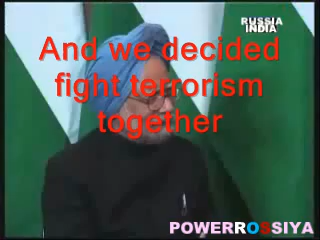 RUSSIA
INDIA
And we decided
fight terrorism
together
POWERROSSIYA